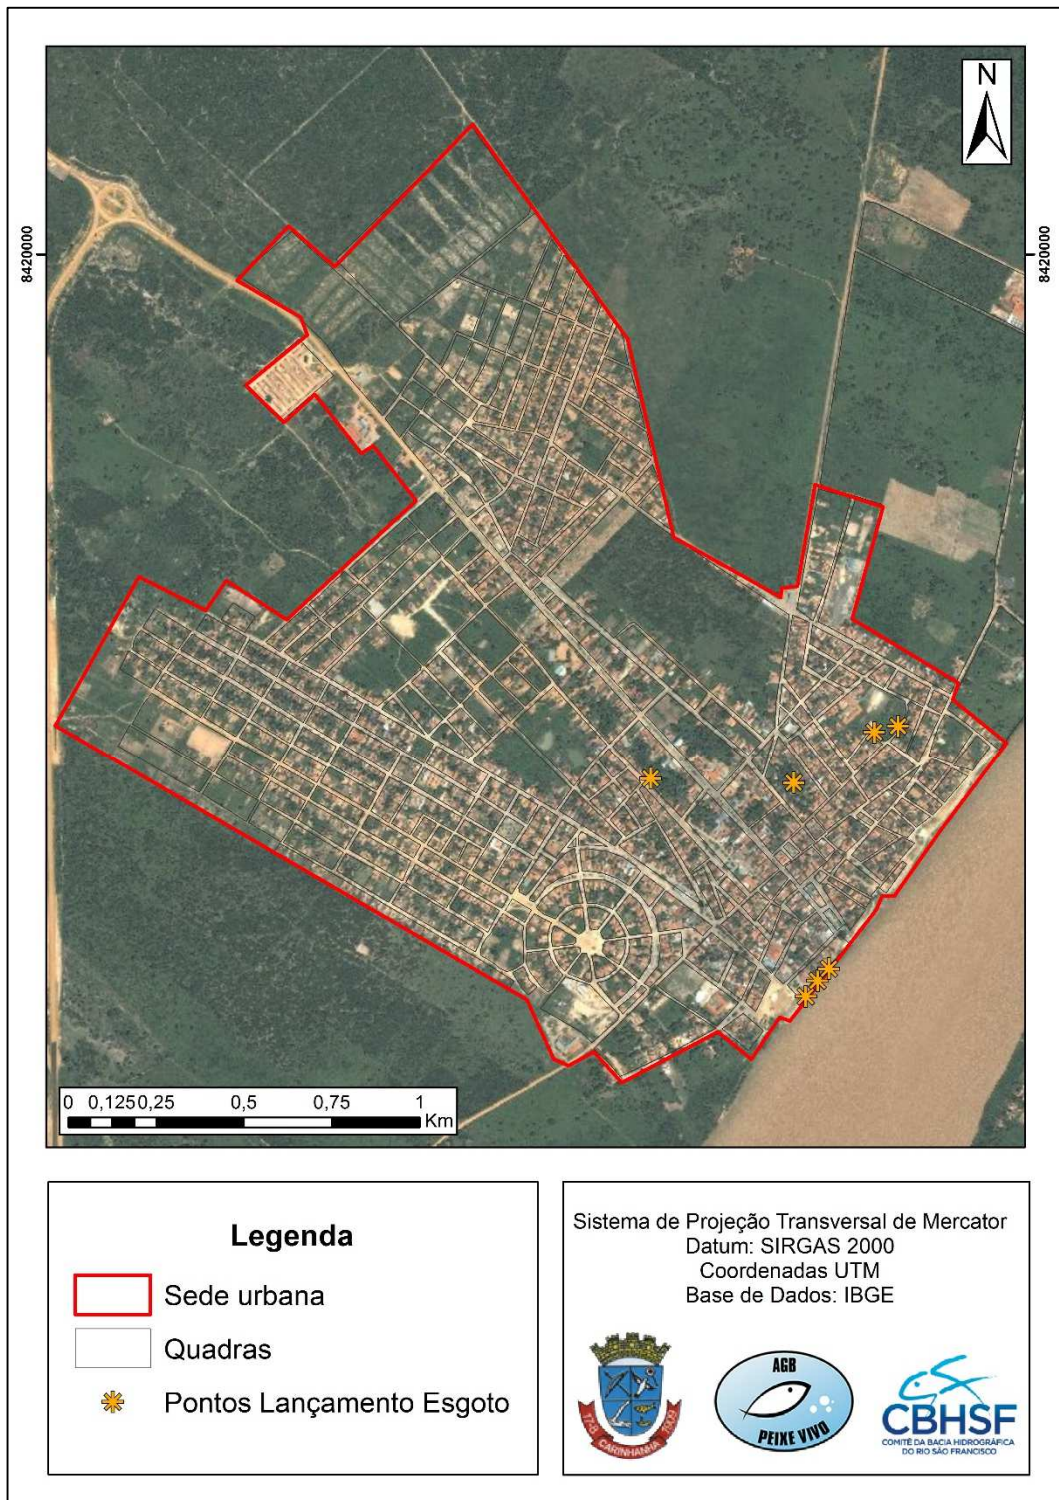 N
8420000
8420000
0 0,125 0,25 0,5 0,75 1
Km
Legenda
Sede urbana
Quadras
Pontos Lançamento Esgoto
Sistema de Projeção Transversal de Mercator
Datum: SIRGAS 2000
Coordenadas UTM
Base de Dados: IBGE
CARINHANHA
AGB
PEIXE VIVO
CBHSF
COMITÊ DA BACIA HIDROGRÁFICA
DO RIO SÃO FRANCISCO